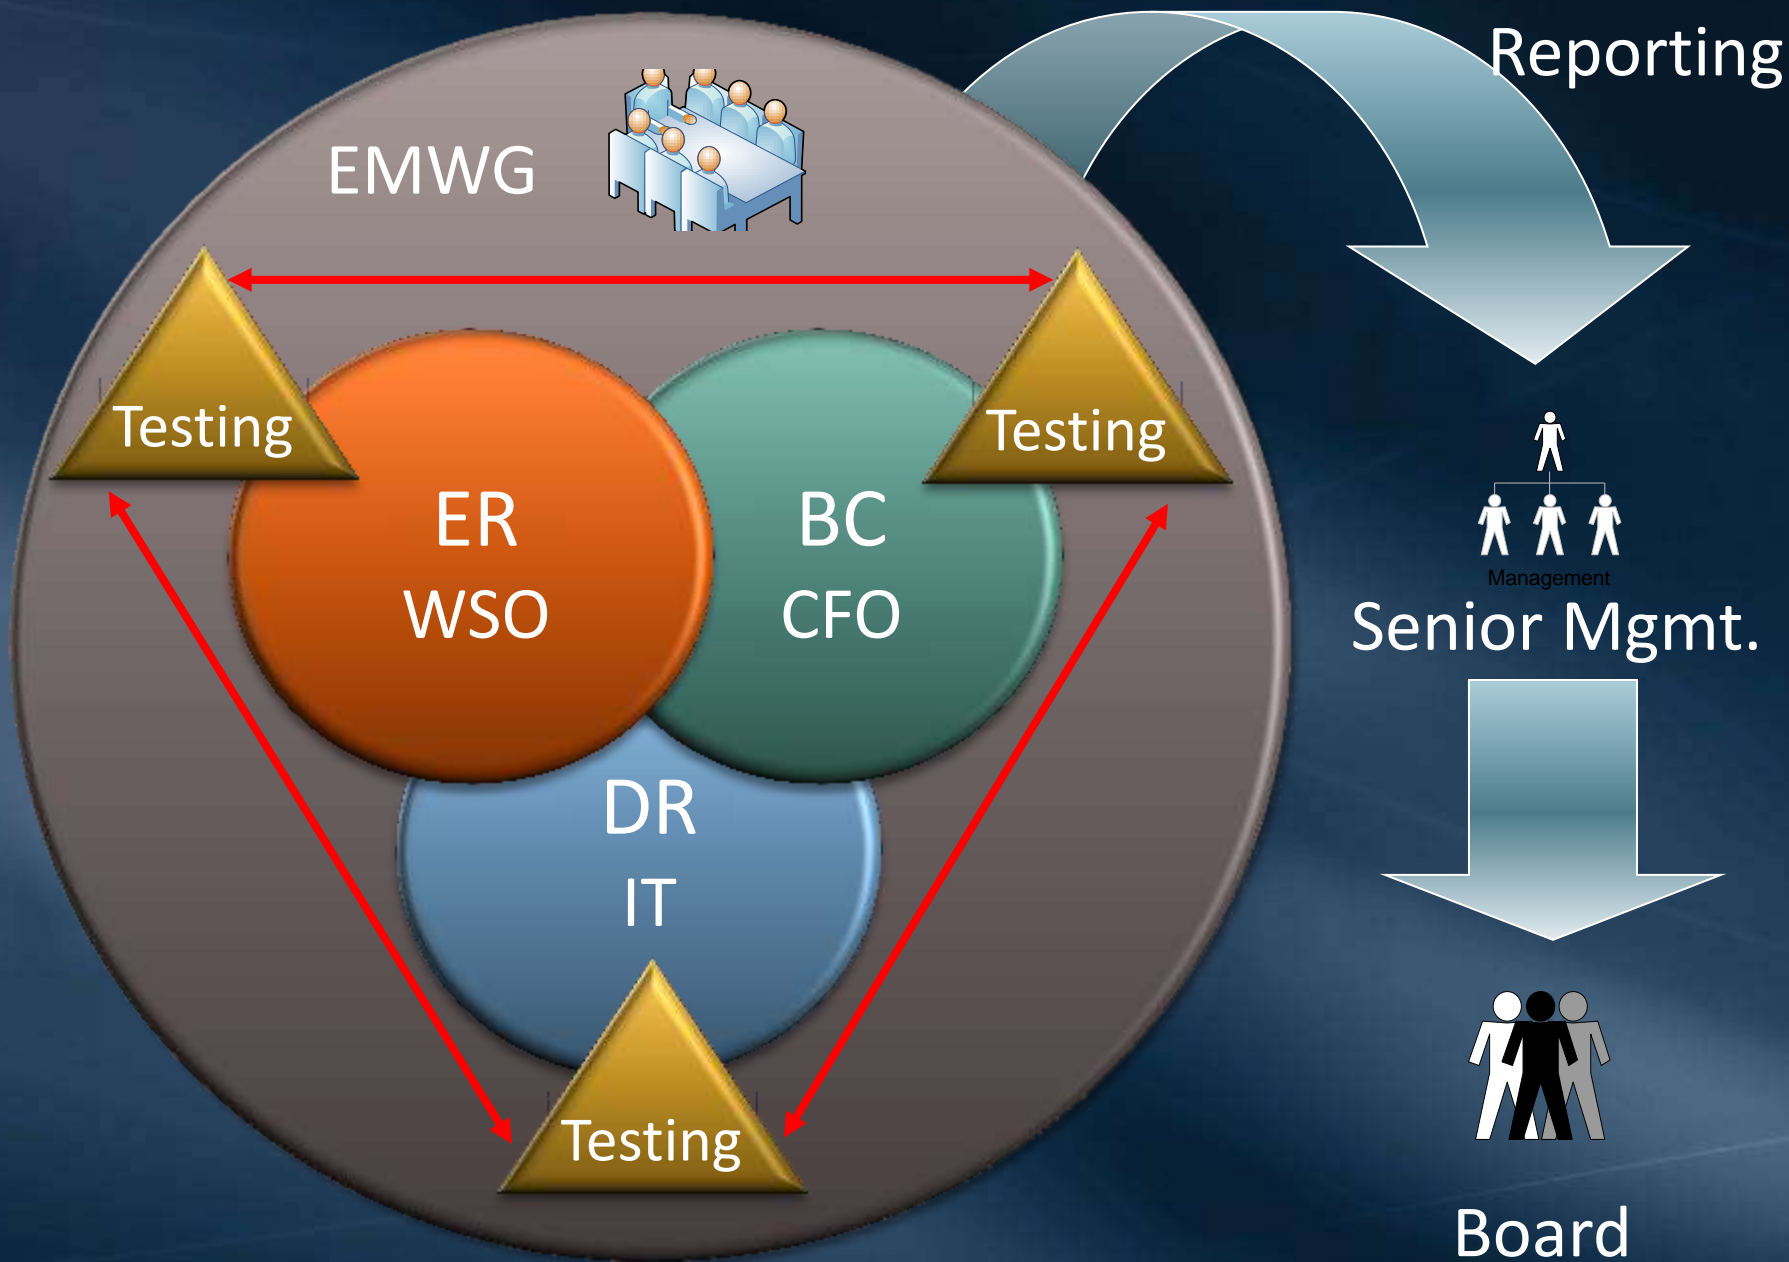 Reporting
EMWG
Testing
Testing
ER
WSO
BC
CFO
Management
Senior Mgmt.
DR
IT
Testing
Board